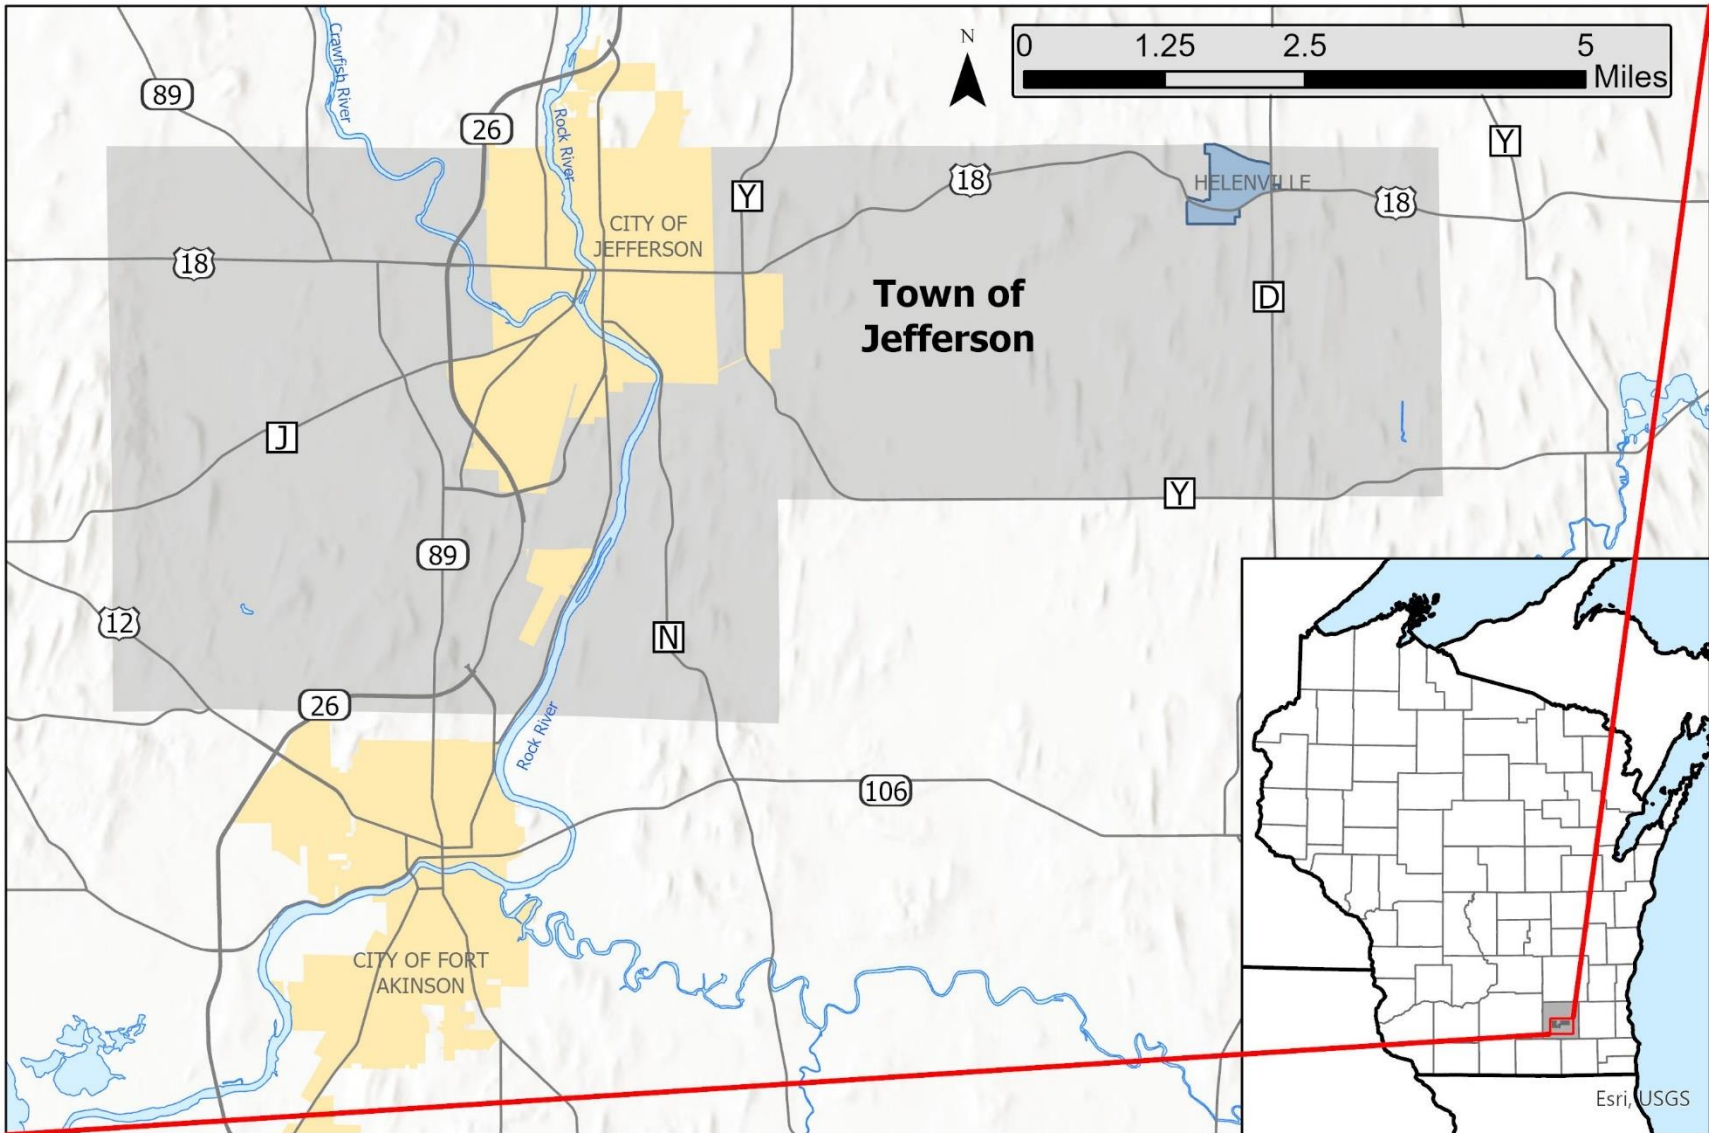 0 1.25 2.5 5
Miles
N
Crawfish River
89
26
Rock River
Y
Y
18
HELENVILLE
18
CITY OF
JEFFERSON
18
Town of
Jefferson
D
J
Y
89
12
N
26
Rock River
106
CITY OF FORT
AKINSON
Esri, USGS